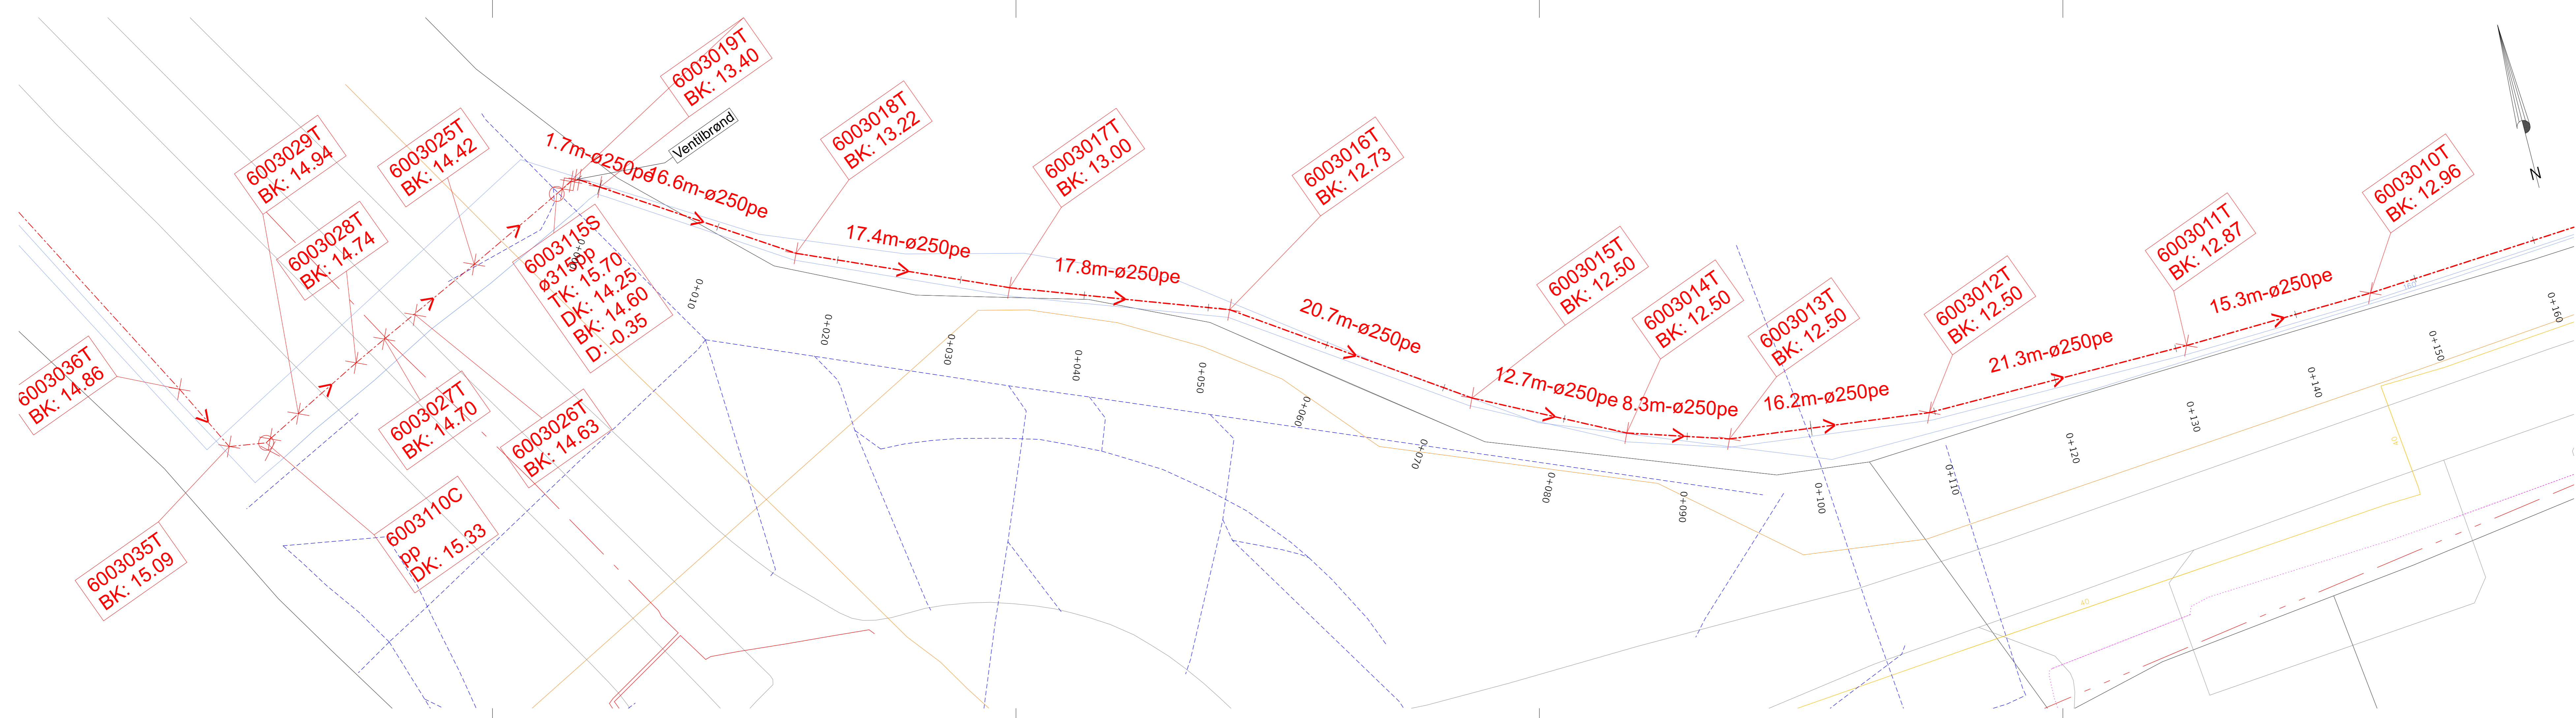 6003019T
BK: 13.40
Ventilbrønd
6003029T
BK: 14.94
6003025T
BK: 14.42
6003028T
BK: 14.74
6003018T
BK: 13.22
6003017T
BK: 13.00
6003016T
BK: 12.73
6003015T
BK: 12.50
6003014T
BK: 12.50
6003013T
BK: 12.50
6003012T
BK: 12.50
6003011T
BK: 12.87
6003010T
BK: 12.96
N
1.7m-ø250pe
16.6m-ø250pe
17.4m-ø250pe
17.8m-ø250pe
20.7m-ø250pe
12.7m-ø250pe
8.3m-ø250pe
16.2m-ø250pe
21.3m-ø250pe
15.3m-ø250pe
6003115S
ø315pp
TK: 15.70
DK: 14.25
BK: 14.60
D: -0.35
6003036T
BK: 14.86
6003027T
BK: 14.70
6003026T
BK: 14.63
6003110C
pp
DK: 15.33
6003035T
BK: 15.09
0+010
0+020
0+030
0+040
0+050
0+060
0+070
0+080
0+090
0+100
0+110
0+120
0+130
0+140
0+150
0+160
40
40